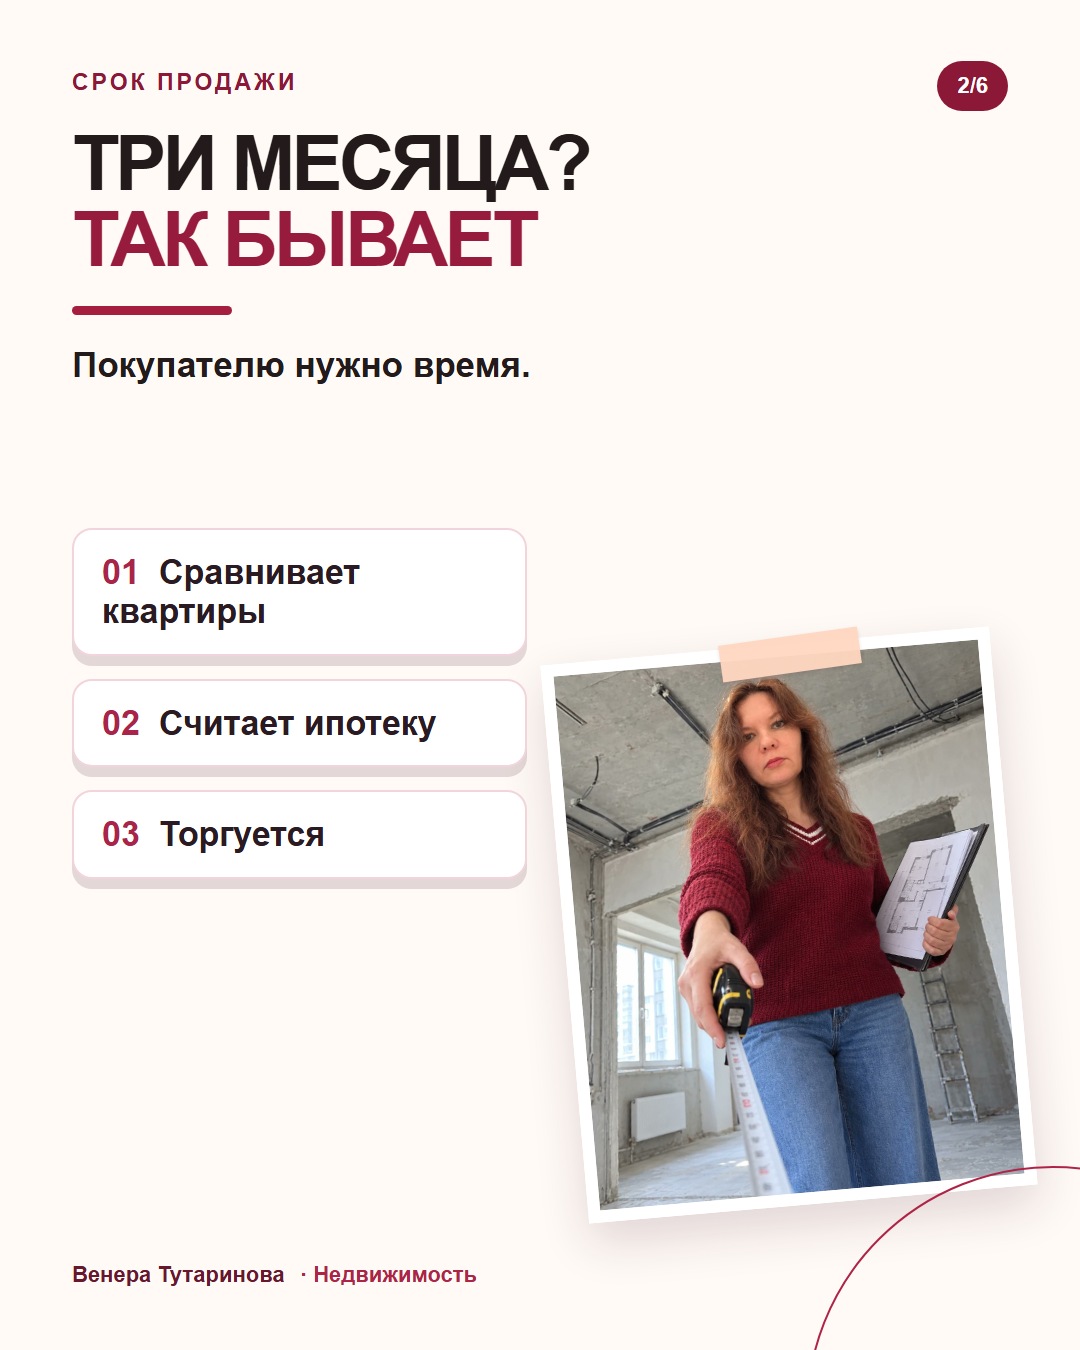 СРОК ПРОДАЖИ
2/6
ТРИ МЕСЯЦА?
ТАК БЫВАЕТ
Покупателю нужно время.
01 Сравнивает
квартиры
02 Считает ипотеку
03 Торгуется
Венера Тутаринова · Недвижимость